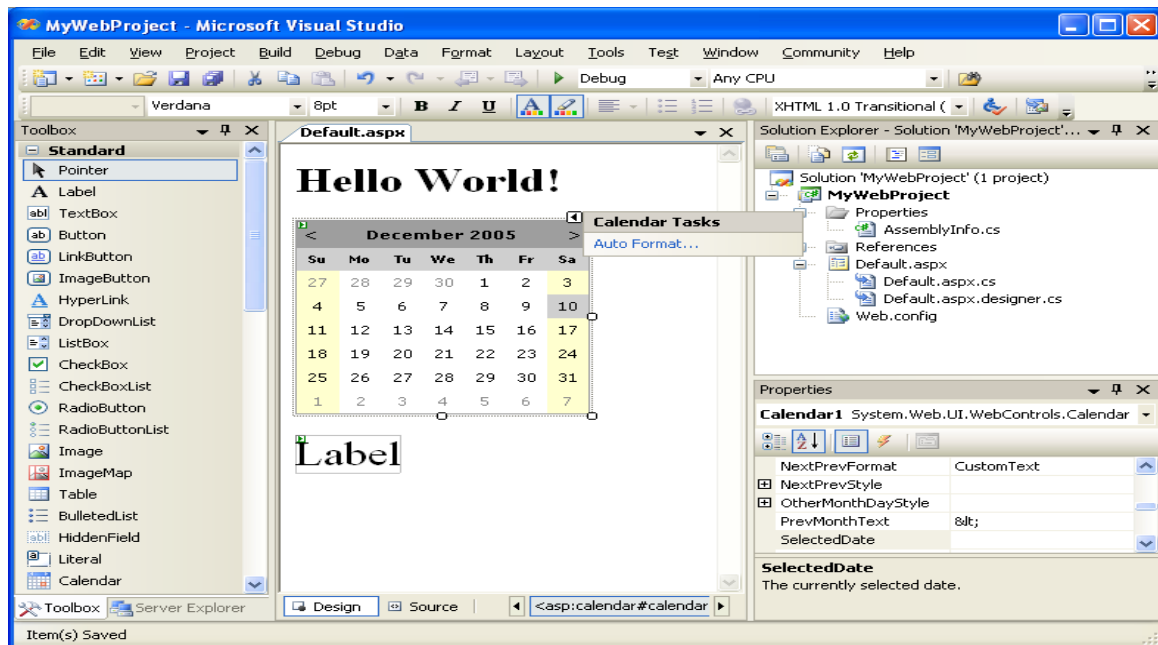 MyWebProject - Microsoft Visual Studio
File Edit View Project Build Debug Data Format Layout Tools Test Window Community Help
Debug Any CPU
Verdana 8pt B I U A XHTML 1.0 Transitional (
Toolbox
Standard
Pointer
A Label
abl TextBox
ab Button
ab LinkButton
ImageButton
A HyperLink
DropDownList
ListBox
CheckBox
CheckBoxList
RadioButton
RadioButtonList
Image
ImageMap
Table
BulletedList
abl HiddenField
Literal
Calendar
Toolbox Server Explorer
Default.aspx
Hello World!
< December 2005 >
Su Mo Tu We Th Fr Sa
27 28 29 30 1 2 3
4 5 6 7 8 9 10
11 12 13 14 15 16 17
18 19 20 21 22 23 24
25 26 27 28 29 30 31
1 2 3 4 5 6 7
Calendar Tasks
Auto Format...
Label
Design Source <asp:calendar#calendar
Solution Explorer - Solution 'MyWebProject'...
Solution 'MyWebProject' (1 project)
MyWebProject
Properties
AssemblyInfo.cs
References
Default.aspx
Default.aspx.cs
Default.aspx.designer.cs
Web.config
Properties
Calendar1 System.Web.UI.WebControls.Calendar
NextPrevFormat CustomText
NextPrevStyle
OtherMonthDayStyle
PrevMonthText &lt;
SelectedDate
SelectedDate
The currently selected date.
Item(s) Saved